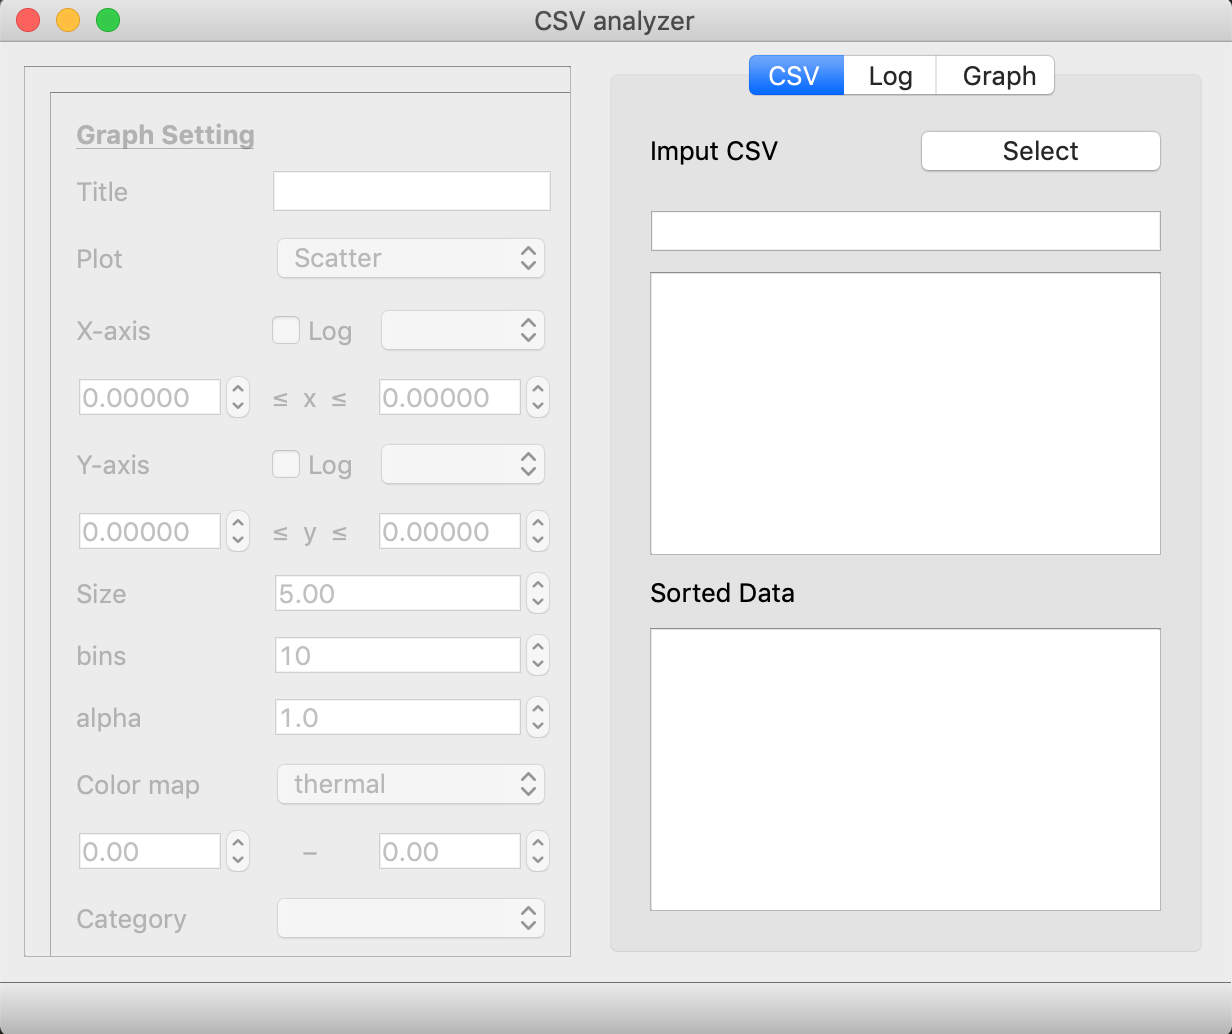 CSV analyzer
Graph Setting
Title
Plot Scatter
X-axis Log
0.00000 ≤ x ≤ 0.00000
Y-axis Log
0.00000 ≤ y ≤ 0.00000
Size 5.00
bins 10
alpha 1.0
Color map thermal
0.00 – 0.00
Category
CSV Log Graph
Imput CSV Select
Sorted Data